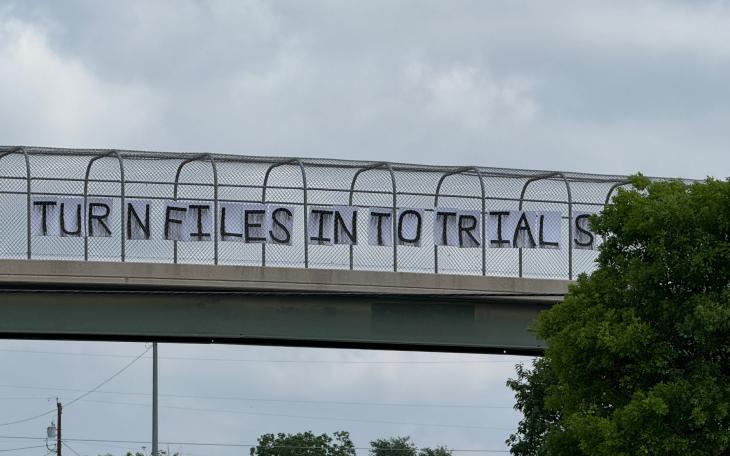 TURN FILES INTO TRIALS